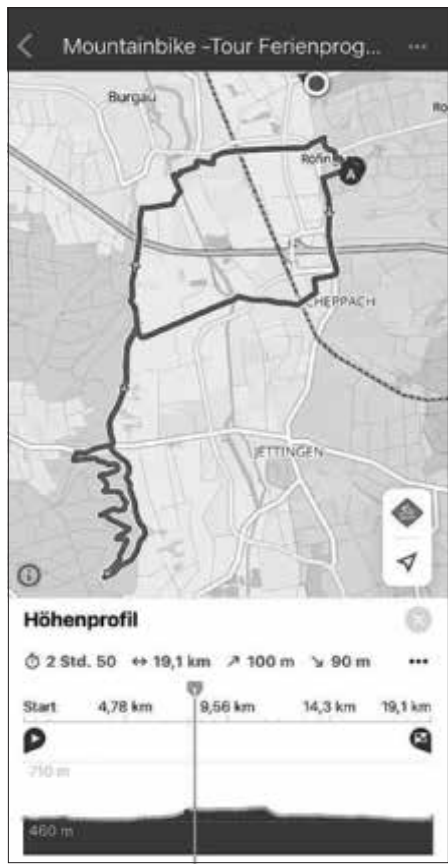 Mountainbike -Tour Ferienprog...
Burgau
Ro
CHEPPACH
JETTINGEN
Höhenprofil
2 Std. 50 ↔ 19,1 km ↗ 100 m ↘ 90 m
Start 4,78 km 9,56 km 14,3 km 19,1 km
710 m
460 m